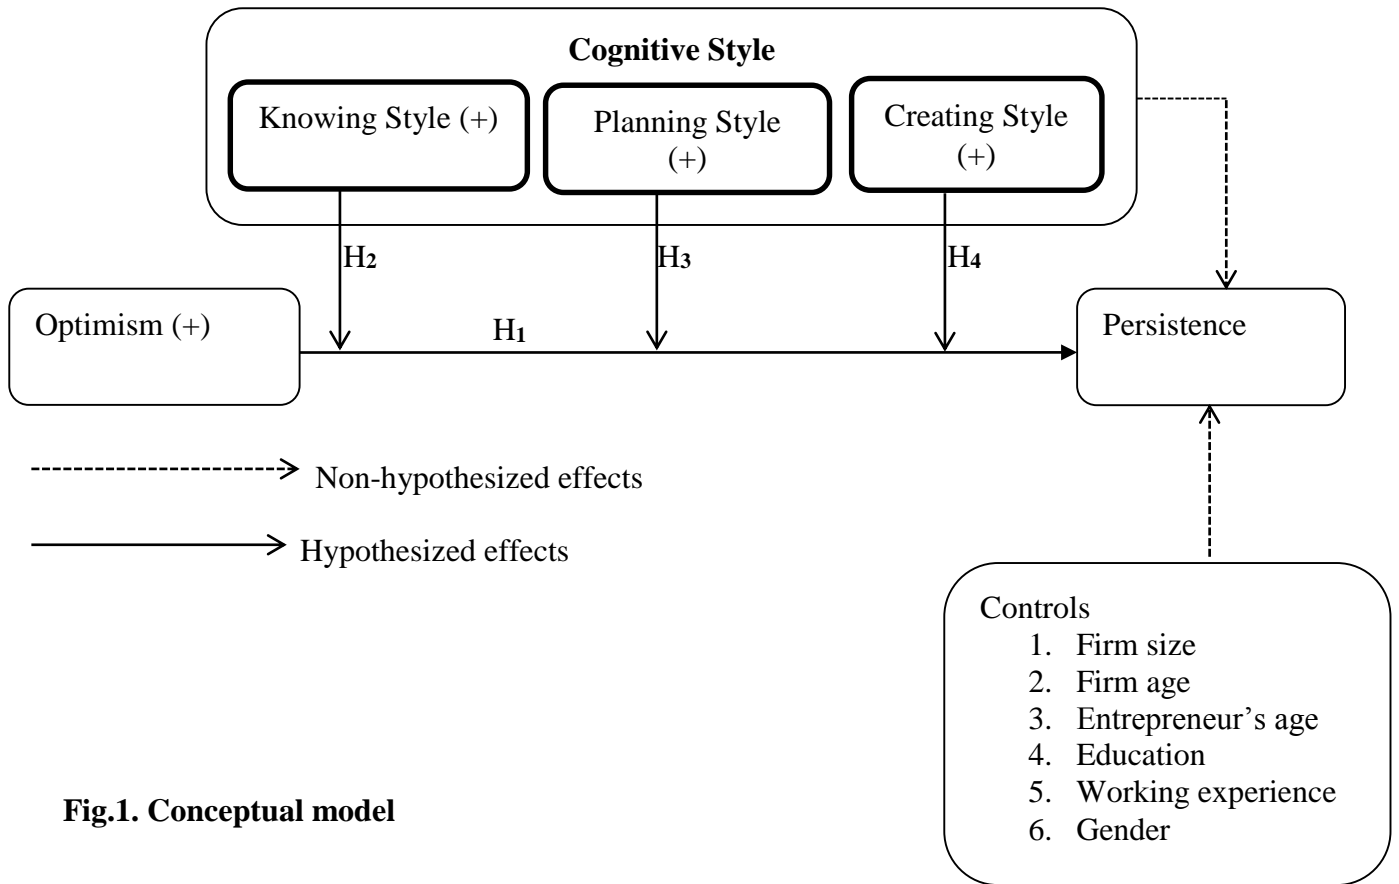 Cognitive Style
Knowing Style (+)
Planning Style
(+)
Creating Style
(+)
H2
H3
H4
Optimism (+)
H1
Persistence
Non-hypothesized effects
Hypothesized effects
Controls
1. Firm size
2. Firm age
3. Entrepreneur’s age
4. Education
5. Working experience
6. Gender
Fig.1. Conceptual model